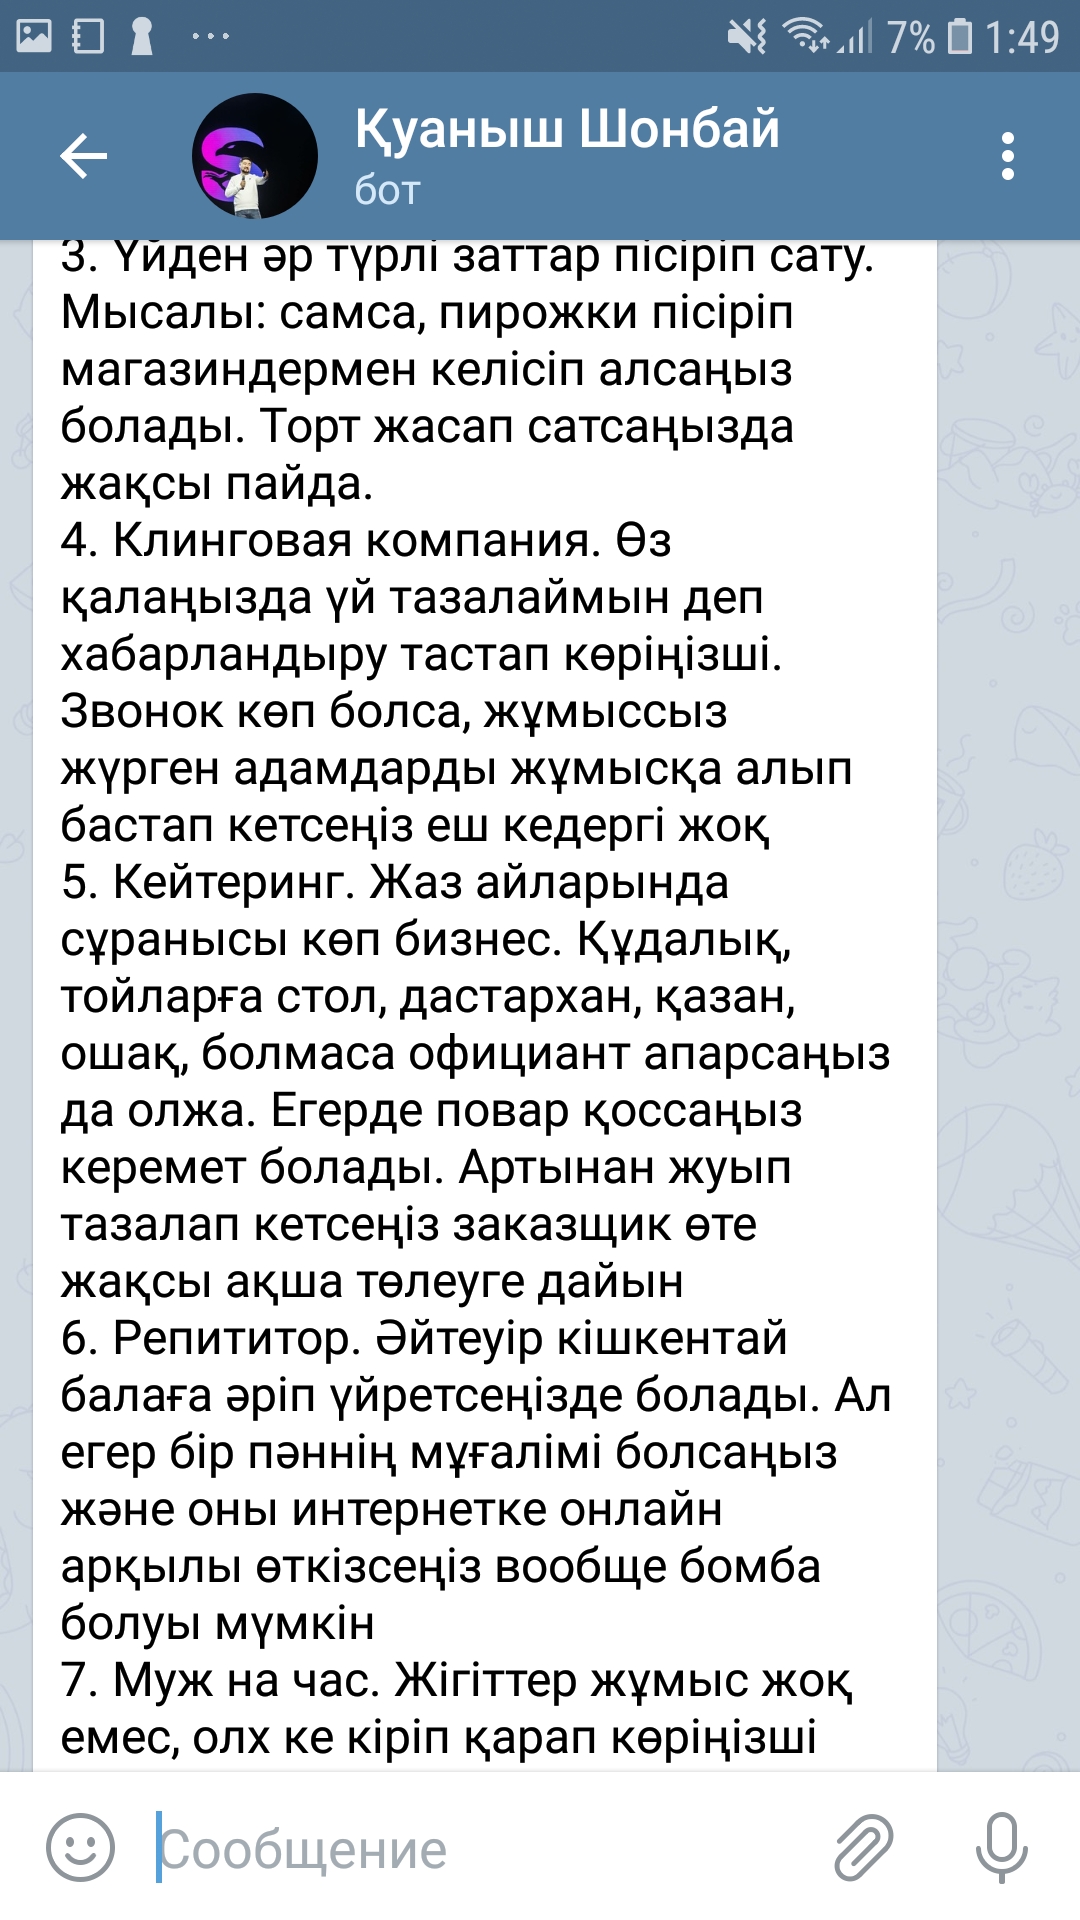 7% 1:49
Қуаныш Шонбай
бот
3. Үйден әр түрлі заттар пісіріп сату.
Мысалы: самса, пирожки пісіріп
магазиндермен келісіп алсаңыз
болады. Торт жасап сатсаңызда
жақсы пайда.
4. Клинговая компания. Өз
қалаңызда үй тазалаймын деп
хабарландыру тастап көріңізші.
Звонок көп болса, жұмыссыз
жүрген адамдарды жұмысқа алып
бастап кетсеңіз еш кедергі жоқ
5. Кейтеринг. Жаз айларында
сұранысы көп бизнес. Құдалық,
тойларға стол, дастархан, қазан,
ошақ, болмаса официант апарсаңыз
да олжа. Егерде повар қоссаңыз
керемет болады. Артынан жуып
тазалап кетсеңіз заказщик өте
жақсы ақша төлеуге дайын
6. Репититор. Әйтеуір кішкентай
балаға әріп үйретсеңізде болады. Ал
егер бір пәннің мұғалімі болсаңыз
және оны интернетке онлайн
арқылы өткізсеңіз вообще бомба
болуы мүмкін
7. Муж на час. Жігіттер жұмыс жоқ
емес, олх ке кіріп қарап көріңізші
Сообщение